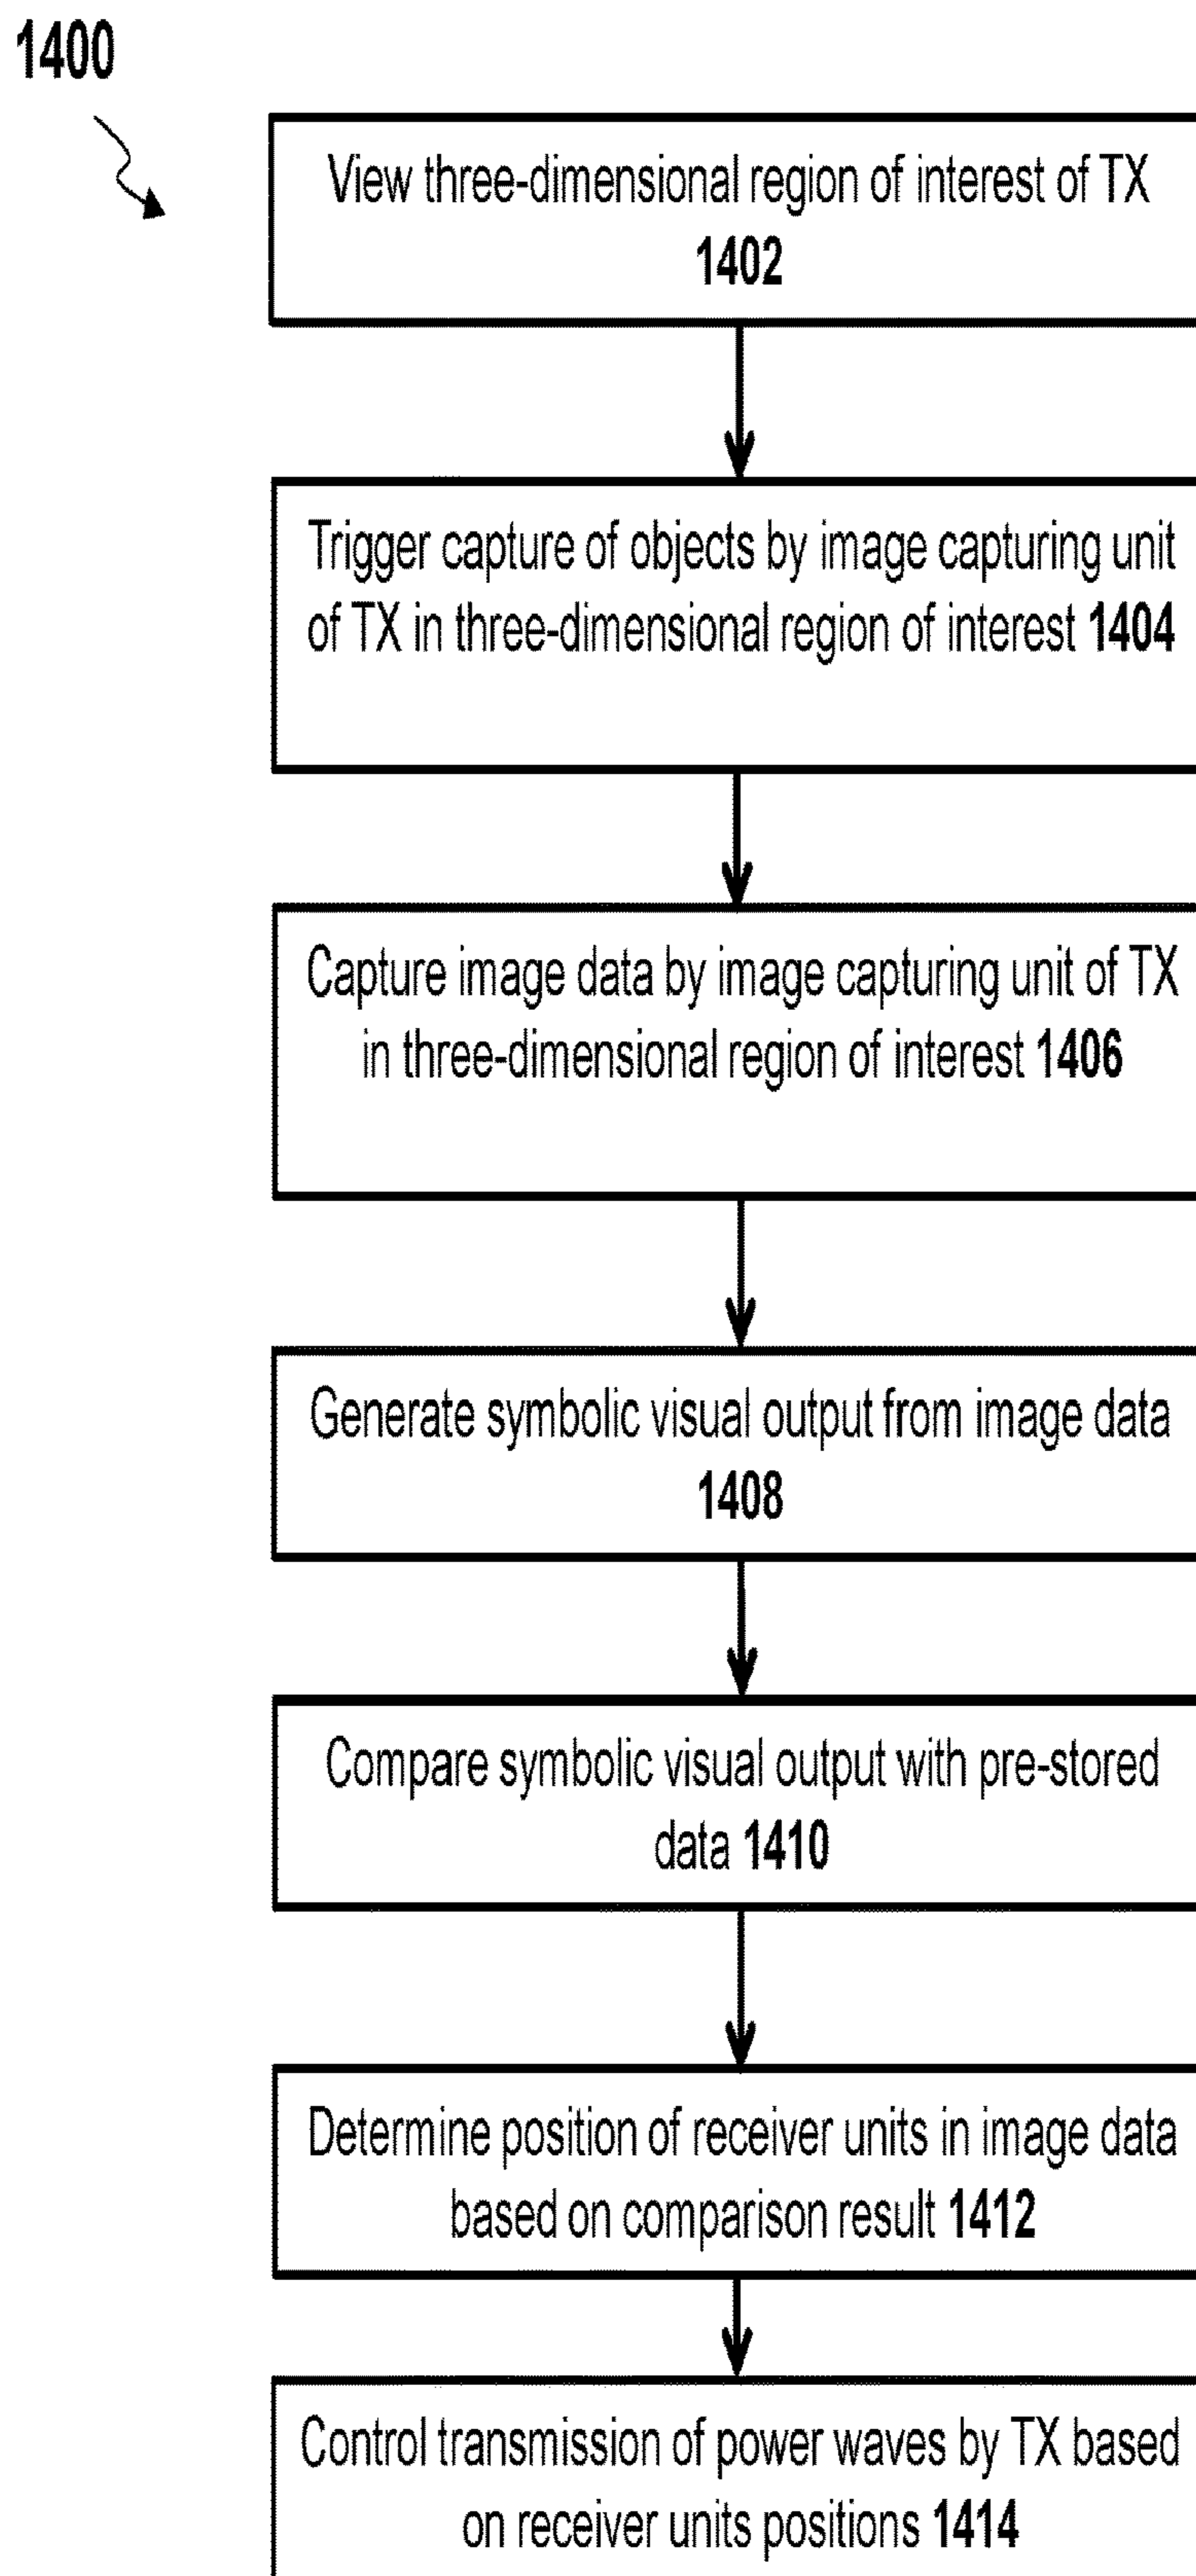 1400
View three-dimensional region of interest of TX
1402
Trigger capture of objects by image capturing unit
of TX in three-dimensional region of interest 1404
Capture image data by image capturing unit of TX
in three-dimensional region of interest 1406
Generate symbolic visual output from image data
1408
Compare symbolic visual output with pre-stored
data 1410
Determine position of receiver units in image data
based on comparison result 1412
Control transmission of power waves by TX based
on receiver units positions 1414